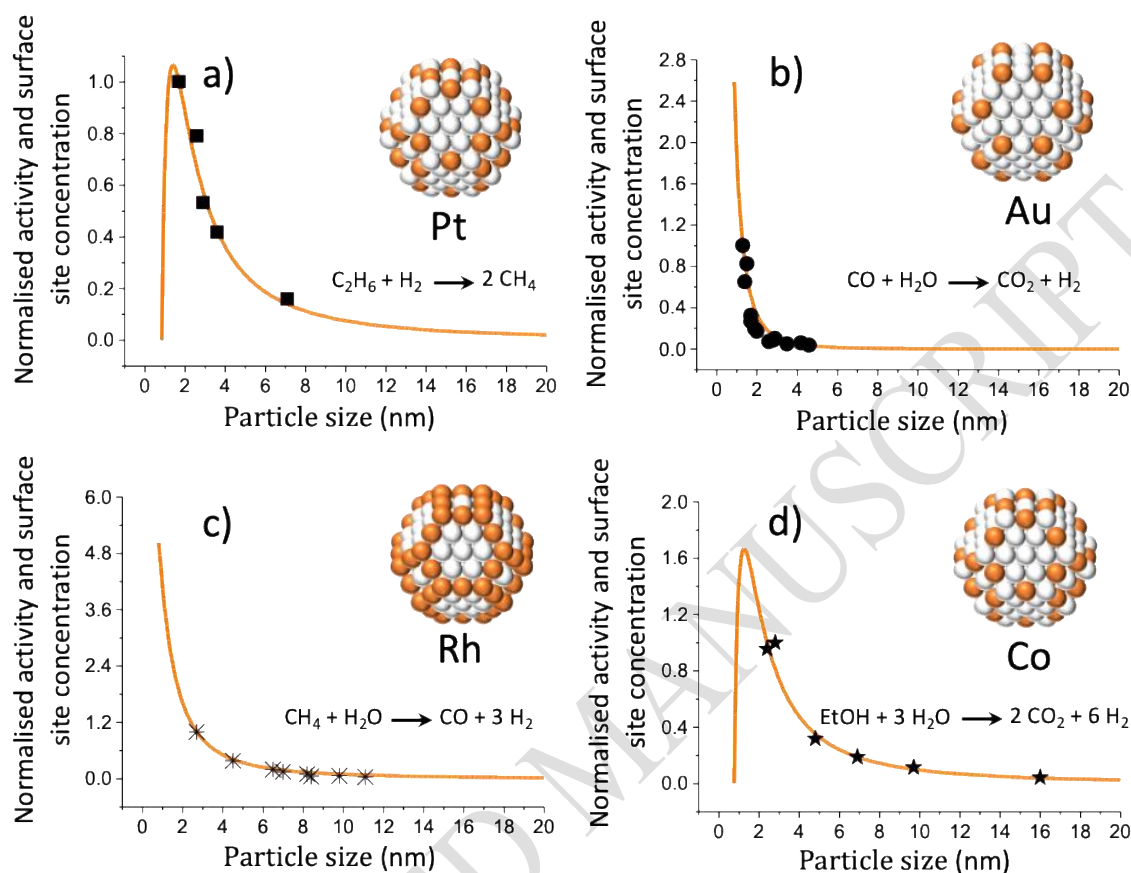 Normalised activity and surface
site concentration
1.0
0.8
0.6
0.4
0.2
0.0
a)
Pt
C₂H₆ + H₂ → 2 CH₄
0 2 4 6 8 10 12 14 16 18 20
Particle size (nm)
Normalised activity and surface
site concentration
2.8
2.4
2.0
1.6
1.2
0.8
0.4
0.0
b)
Au
CO + H₂O → CO₂ + H₂
0 2 4 6 8 10 12 14 16 18 20
Particle size (nm)
Normalised activity and surface
site concentration
6.0
4.8
3.6
2.4
1.2
0.0
c)
Rh
CH₄ + H₂O → CO + 3 H₂
0 2 4 6 8 10 12 14 16 18 20
Particle size (nm)
Normalised activity and surface
site concentration
2.0
1.6
1.2
0.8
0.4
0.0
d)
Co
EtOH + 3 H₂O → 2 CO₂ + 6 H₂
0 2 4 6 8 10 12 14 16 18 20
Particle size (nm)
D MANUSCRIPT